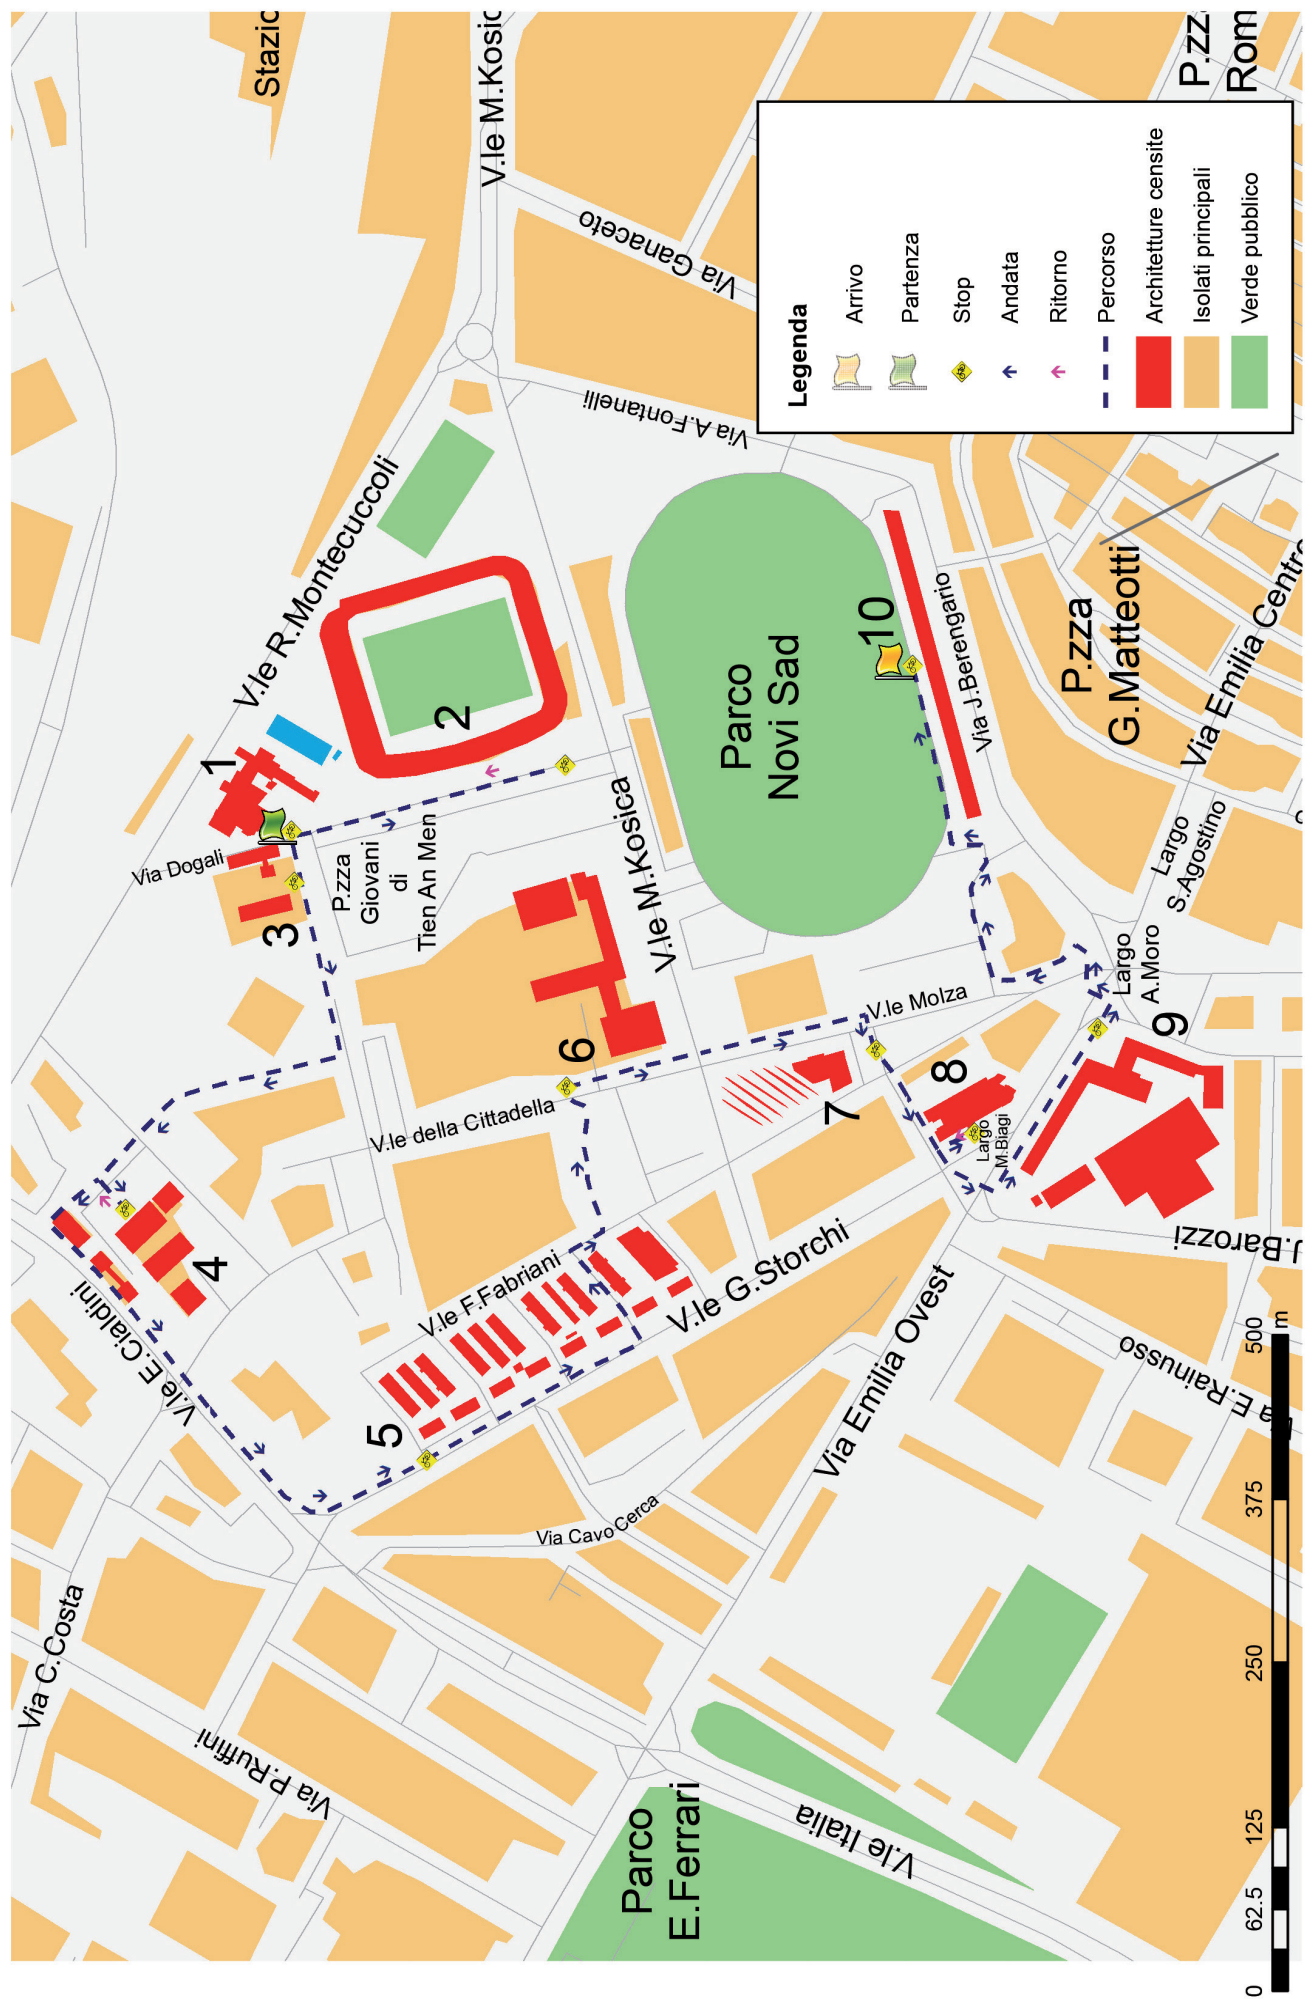 Stazio
V.le M.Kosic
P.zz
Rom
Via Ganaceto
Via A.Fontanelli
V.le R.Montecuccoli
Legenda
Arrivo
Partenza
Stop
Andata
Ritorno
Percorso
Architetture censite
Isolati principali
Verde pubblico
1
2
3
Via Dogali
P.zza
Giovani
di
Tien An Men
V.le M.Kosica
Parco
Novi Sad
10
Via J.Berengario
P.zza
G.Matteotti
Via Emilia Centro
Largo
S.Agostino
Largo
A.Moro
V.le Molza
6
V.le della Cittadella
7
8
9
Largo
M.Biagi
J.Barozzi
4
V.le E.Cialdini
5
V.le F.Fabriani
V.le G.Storchi
Via Emilia Ovest
a E.Rainusso
Via Cavo Cerca
Via C.Costa
Via P.Ruffini
Parco
E.Ferrari
V.le Italia
0 62.5 125 250 375 500
m